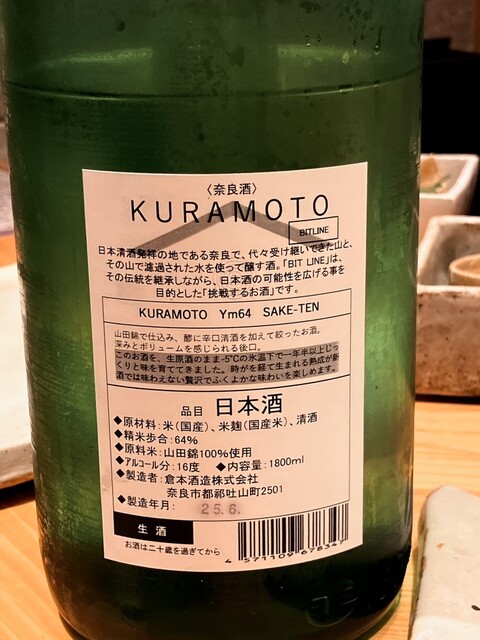 〈奈良酒〉
KURAMOTO
BITLINE
日本清酒発祥の地である奈良で、代々受け継いできた山と、
その山で濾過された水を使って醸す酒。「BIT LINE」は、
その伝統を継承しながら、日本酒の可能性を広げる事を
目的とした「挑戦するお酒」です。
KURAMOTO Ym64 SAKE-TEN
山田錦で仕込み、醪に辛口清酒を加えて搾ったお酒。
深みとボリュームを感じられる後口。
このお酒を、生原酒のまま-5℃の氷温下で一年半以上じっ
くりと味を育ててきました。時がを経て生まれる熟成が新
酒では味わえない贅沢でふくよかな味わいを楽しめます。
品目 日本酒
◆原材料:米(国産)、米麹(国産米)、清酒
◆精米歩合:64%
◆原料米:山田錦100%使用
◆アルコール分:16度 ◆内容量:1800ml
◆製造者:倉本酒造株式会社
奈良市都祁吐山町2501
◆製造年月: 25.6.
生酒
お酒は二十歳を過ぎてから
4 571109 678347